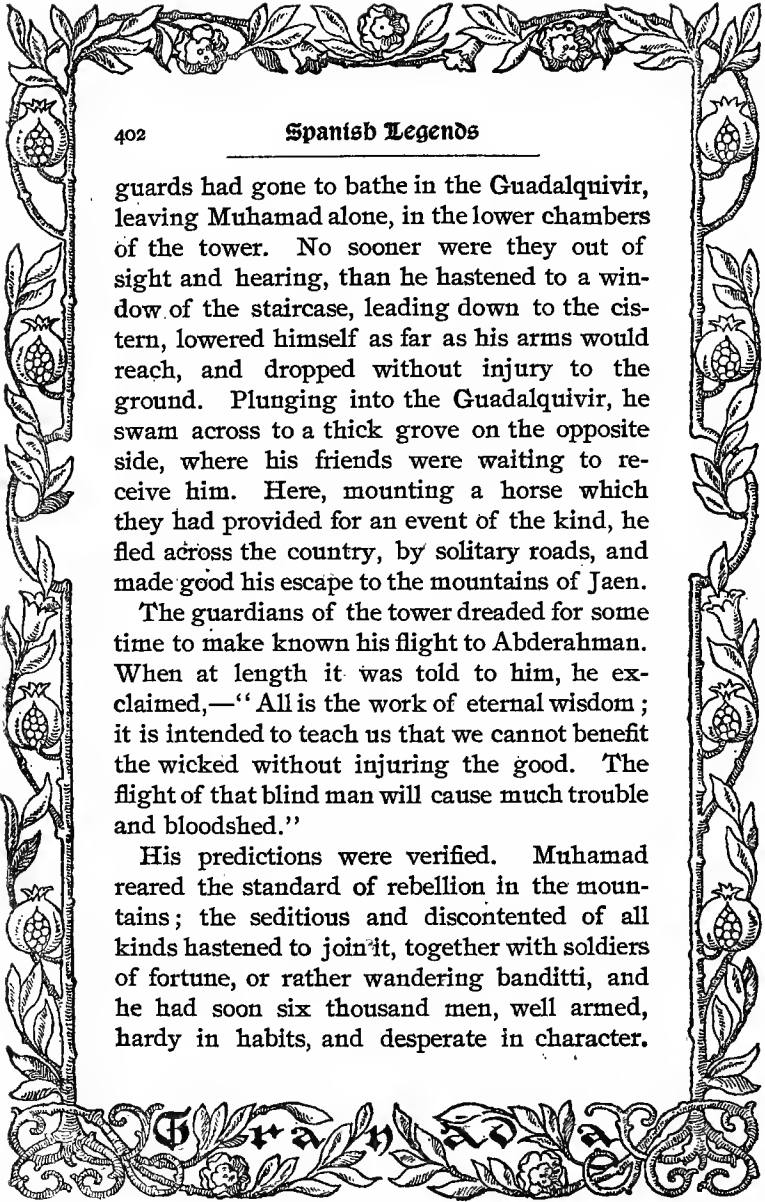 402 Spanish Legends
guards had gone to bathe in the Guadalquivir,
leaving Muhamad alone, in the lower chambers
of the tower. No sooner were they out of
sight and hearing, than he hastened to a win-
dow of the staircase, leading down to the cis-
tern, lowered himself as far as his arms would
reach, and dropped without injury to the
ground. Plunging into the Guadalquivir, he
swam across to a thick grove on the opposite
side, where his friends were waiting to re-
ceive him. Here, mounting a horse which
they had provided for an event of the kind, he
fled across the country, by solitary roads, and
made good his escape to the mountains of Jaen.
The guardians of the tower dreaded for some
time to make known his flight to Abderahman.
When at length it was told to him, he ex-
claimed,—“All is the work of eternal wisdom;
it is intended to teach us that we cannot benefit
the wicked without injuring the good. The
flight of that blind man will cause much trouble
and bloodshed.”
His predictions were verified. Muhamad
reared the standard of rebellion in the moun-
tains; the seditious and discontented of all
kinds hastened to join it, together with soldiers
of fortune, or rather wandering banditti, and
he had soon six thousand men, well armed,
hardy in habits, and desperate in character.
Granada